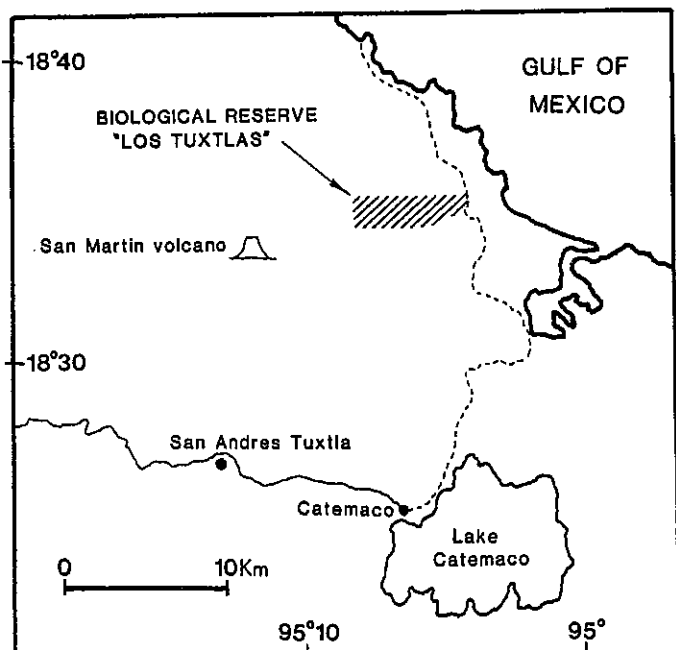 18°40
GULF OF
MEXICO
BIOLOGICAL RESERVE
"LOS TUXTLAS"
San Martin volcano
18°30
San Andres Tuxtla
Catemaco
Lake
Catemaco
0 10Km
95°10 95°